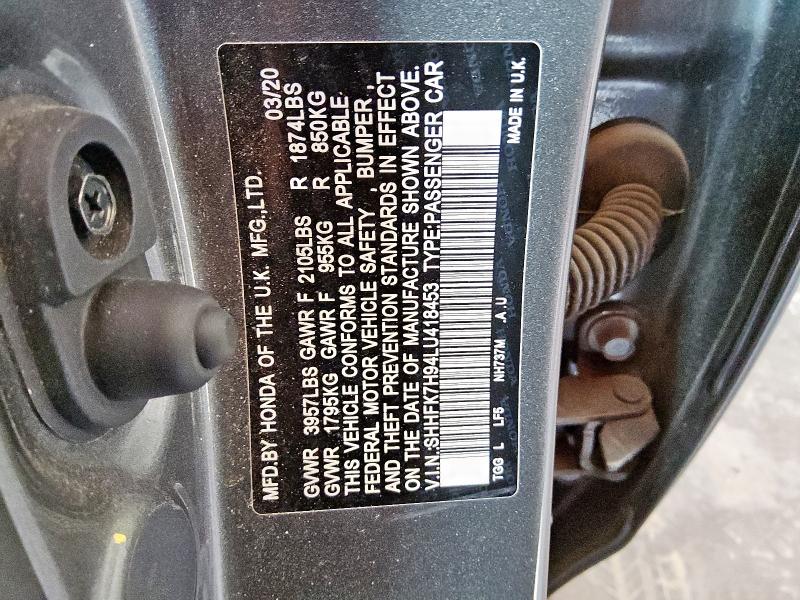 MFD.BY HONDA OF THE U.K. MFG.,LTD. 03/20
GVWR 3957LBS GAWR F 2105LBS R 1874LBS
GVWR 1795KG GAWR F 955KG R 850KG
THIS VEHICLE CONFORMS TO ALL APPLICABLE
FEDERAL MOTOR VEHICLE SAFETY , BUMPER ,
AND THEFT PREVENTION STANDARDS IN EFFECT
ON THE DATE OF MANUFACTURE SHOWN ABOVE.
V.I.N.:SHHFK7H94LU418453 TYPE:PASSENGER CAR
TGG L LF6 NH737M .A .U MADE IN U.K.